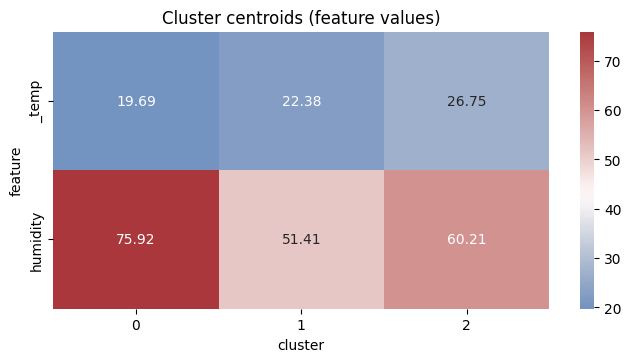 Cluster centroids (feature values)
feature
_temp
19.69 22.38 26.75
humidity
75.92 51.41 60.21
0 1 2
cluster
70
60
50
40
30
20